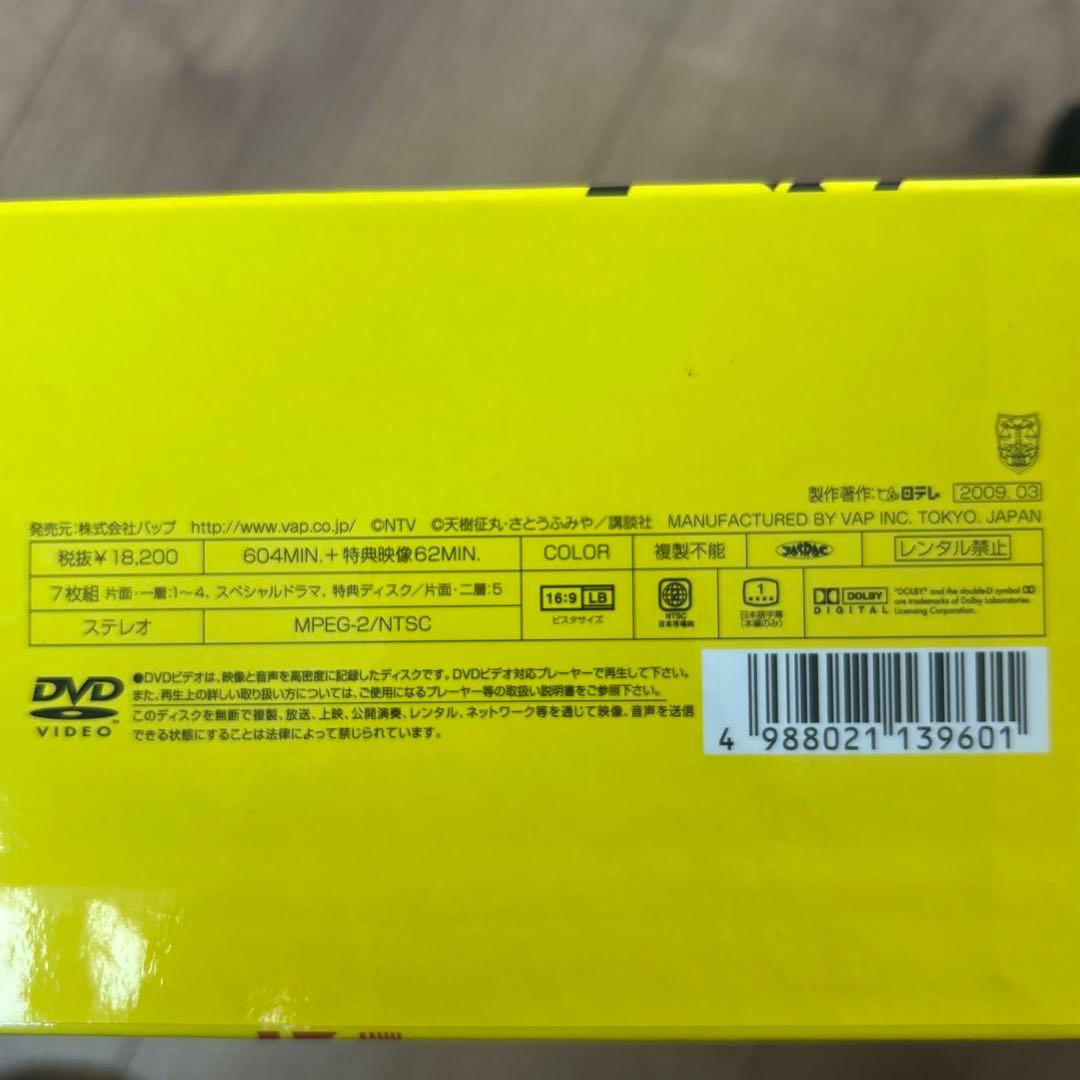 製作著作:日テレ 2009. 03
発売元:株式会社バップ http://www.vap.co.jp/ ©NTV ©天樹征丸・さとうふみや/講談社 MANUFACTURED BY VAP INC. TOKYO. JAPAN
税抜¥18,200 604MIN.+特典映像62MIN. COLOR 複製不能 JASRAC レンタル禁止
7枚組 片面・一層:1〜4、スペシャルドラマ、特典ディスク/片面・二層:5
16:9 LB
ビスタサイズ
2
NTSC
日本市場向
1
日本語字幕
(本編のみ)
DOLBY
DIGITAL
"DOLBY" and the double-D symbol
are trademarks of Dolby Laboratories
Licensing Corporation.
ステレオ MPEG-2/NTSC
DVD
VIDEO
TM
●DVDビデオは、映像と音声を高密度に記録したディスクです。DVDビデオ対応プレーヤーで再生して下さい。
また、再生上の詳しい取り扱い方については、ご使用になるプレーヤー等の取扱い説明書をご参照下さい。
このディスクを無断で複製、放送、上映、公開演奏、レンタル、ネットワーク等を通じて映像、音声を送信
できる状態にすることは法律によって禁じられています。
4 988021 139601